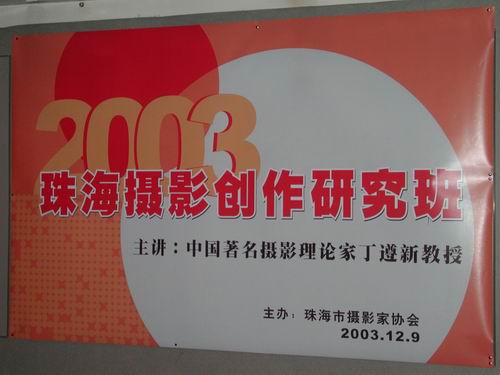 2003
珠海摄影创作研究班
主讲：中国著名摄影理论家丁遵新教授
主办：珠海市摄影家协会
2003.12.9